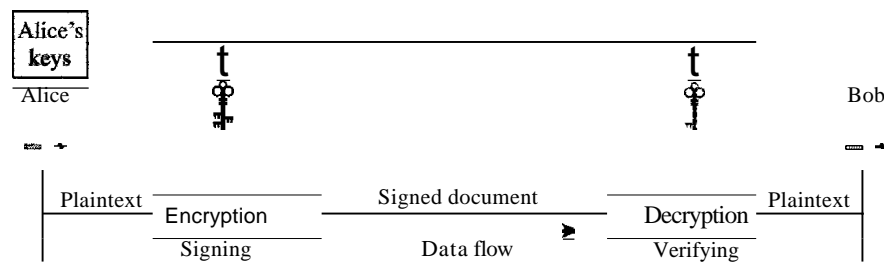 Alice's
keys
t t
Alice Bob
Plaintext Encryption Signed document Decryption Plaintext
Signing Data flow Verifying